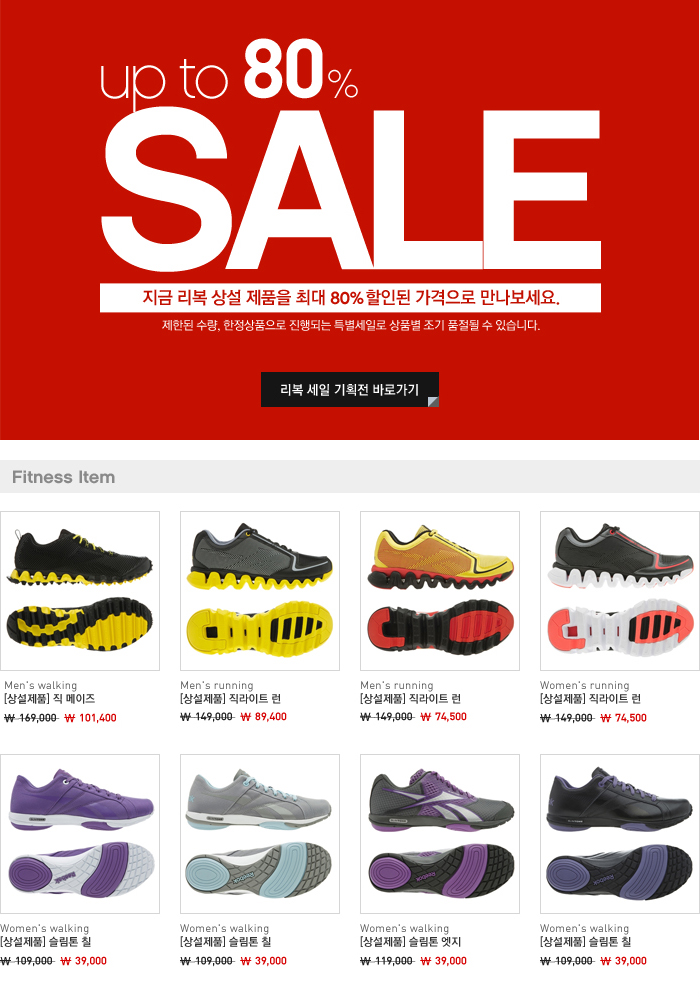 up to 80%
SALE
지금 리복 상설 제품을 최대 80% 할인된 가격으로 만나보세요.
제한된 수량, 한정상품으로 진행되는 특별세일로 상품별 조기 품절될 수 있습니다.
리복 세일 기획전 바로가기
Fitness Item
Men's walking
[상설제품] 직 메이즈
₩ 169,000 ₩ 101,400
Men's running
[상설제품] 직라이트 런
₩ 149,000 ₩ 89,400
Men's running
[상설제품] 직라이트 런
₩ 149,000 ₩ 74,500
Women's running
[상설제품] 직라이트 런
₩ 149,000 ₩ 74,500
Reebok
Reebok
Reebok
Reebok
Women's walking
[상설제품] 슬림톤 칠
₩ 109,000 ₩ 39,000
Women's walking
[상설제품] 슬림톤 칠
₩ 109,000 ₩ 39,000
Women's walking
[상설제품] 슬림톤 엣지
₩ 119,000 ₩ 39,000
Women's walking
[상설제품] 슬림톤 칠
₩ 109,000 ₩ 39,000